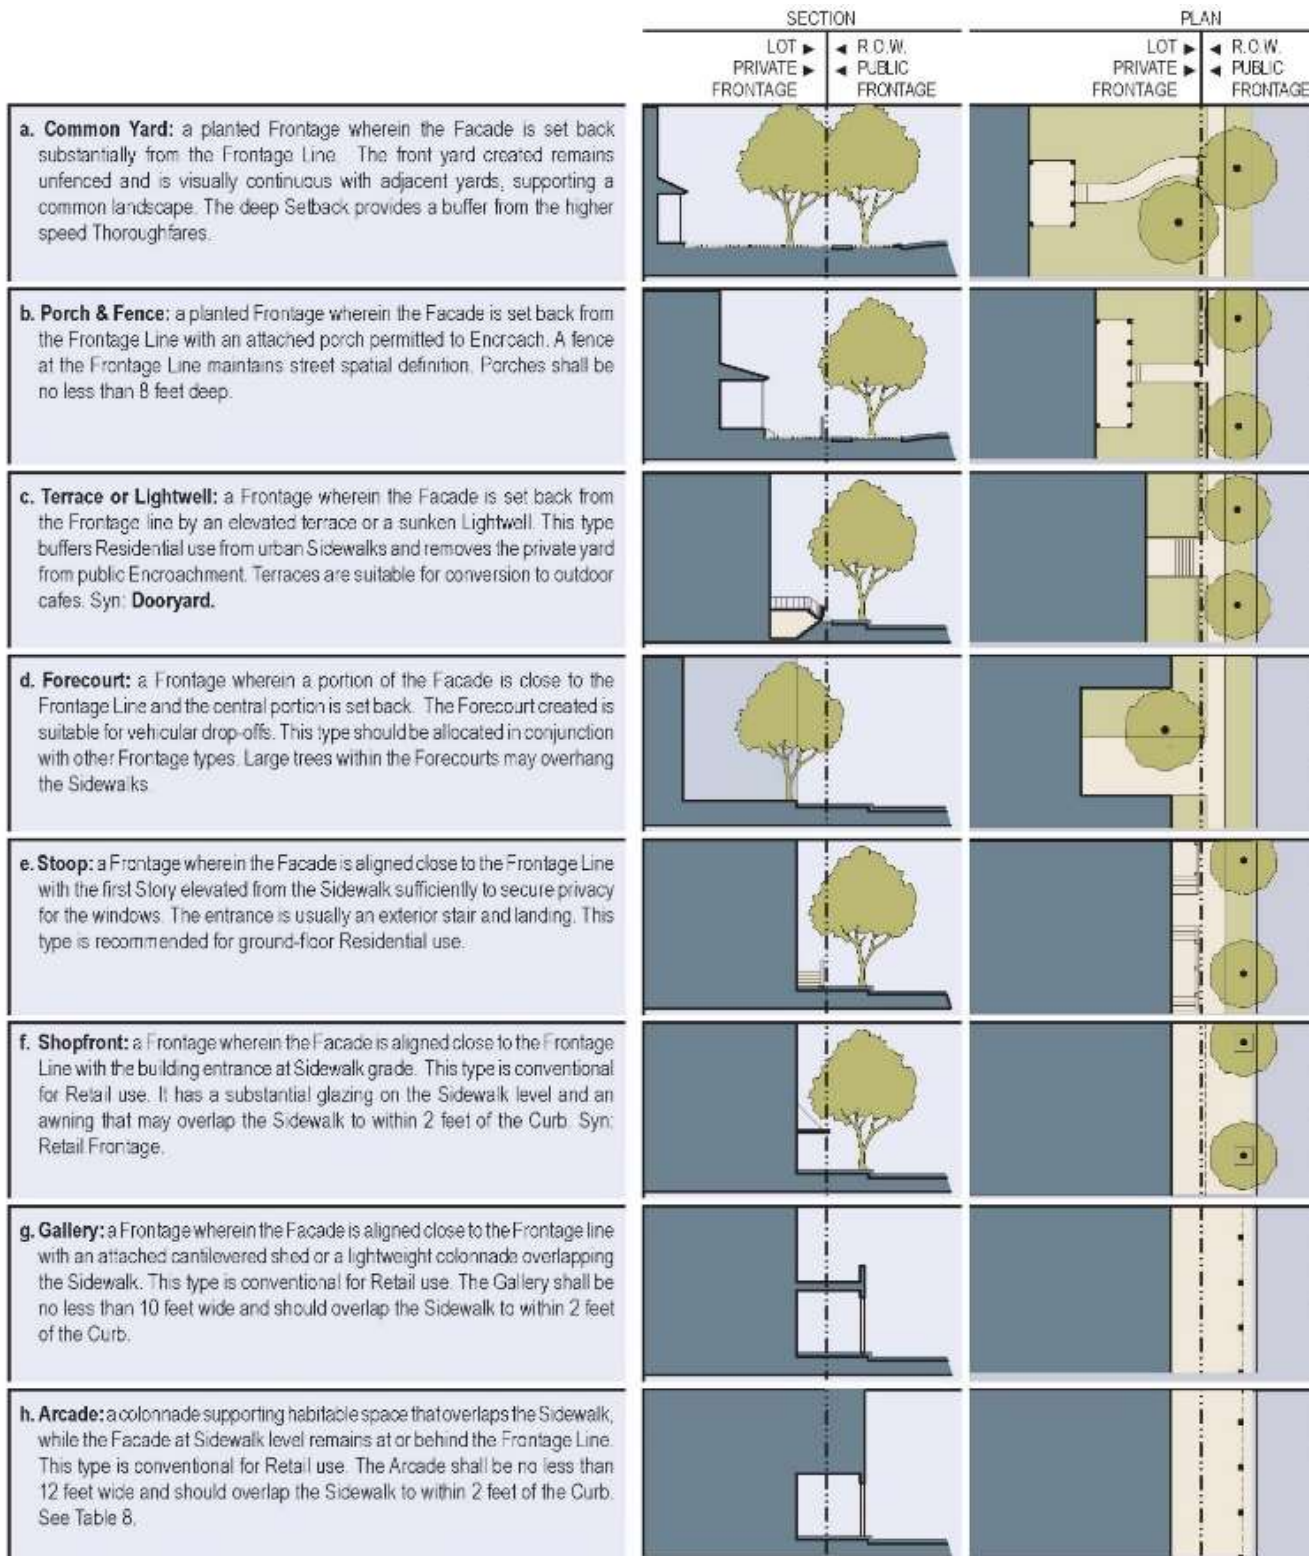 SECTION
PLAN
LOT ► ◄ R.O.W.
PRIVATE ► ◄ PUBLIC
FRONTAGE FRONTAGE
LOT ► ◄ R.O.W.
PRIVATE ► ◄ PUBLIC
FRONTAGE FRONTAGE
a. Common Yard: a planted Frontage wherein the Facade is set back
substantially from the Frontage Line. The front yard created remains
unfenced and is visually continuous with adjacent yards, supporting a
common landscape. The deep Setback provides a buffer from the higher
speed Thoroughfares.
b. Porch & Fence: a planted Frontage wherein the Facade is set back from
the Frontage Line with an attached porch permitted to Encroach. A fence
at the Frontage Line maintains street spatial definition. Porches shall be
no less than 8 feet deep.
c. Terrace or Lightwell: a Frontage wherein the Facade is set back from
the Frontage line by an elevated terrace or a sunken Lightwell. This type
buffers Residential use from urban Sidewalks and removes the private yard
from public Encroachment. Terraces are suitable for conversion to outdoor
cafes. Syn: Dooryard.
d. Forecourt: a Frontage wherein a portion of the Facade is close to the
Frontage Line and the central portion is set back. The Forecourt created is
suitable for vehicular drop-offs. This type should be allocated in conjunction
with other Frontage types. Large trees within the Forecourts may overhang
the Sidewalks.
e. Stoop: a Frontage wherein the Facade is aligned close to the Frontage Line
with the first Story elevated from the Sidewalk sufficiently to secure privacy
for the windows. The entrance is usually an exterior stair and landing. This
type is recommended for ground-floor Residential use.
f. Shopfront: a Frontage wherein the Facade is aligned close to the Frontage
Line with the building entrance at Sidewalk grade. This type is conventional
for Retail use. It has a substantial glazing on the Sidewalk level and an
awning that may overlap the Sidewalk to within 2 feet of the Curb. Syn:
Retail Frontage.
g. Gallery: a Frontage wherein the Facade is aligned close to the Frontage line
with an attached cantilevered shed or a lightweight colonnade overlapping
the Sidewalk. This type is conventional for Retail use. The Gallery shall be
no less than 10 feet wide and should overlap the Sidewalk to within 2 feet
of the Curb.
h. Arcade: a colonnade supporting habitable space that overlaps the Sidewalk,
while the Facade at Sidewalk level remains at or behind the Frontage Line.
This type is conventional for Retail use. The Arcade shall be no less than
12 feet wide and should overlap the Sidewalk to within 2 feet of the Curb.
See Table 8.